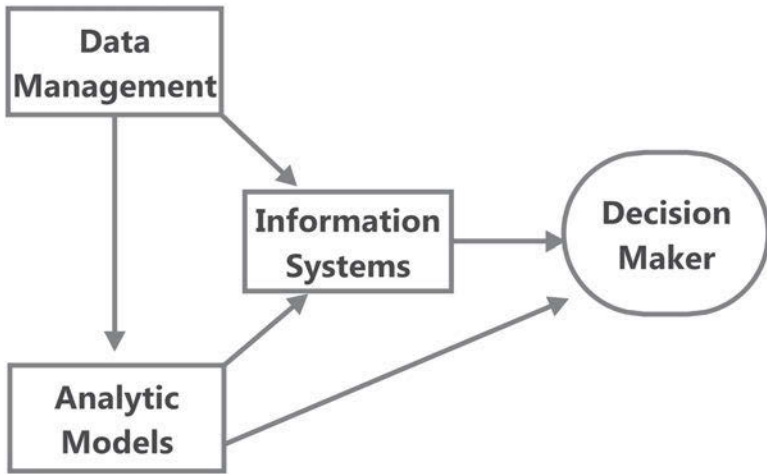 Data
Management
Information
Systems
Decision
Maker
Analytic
Models